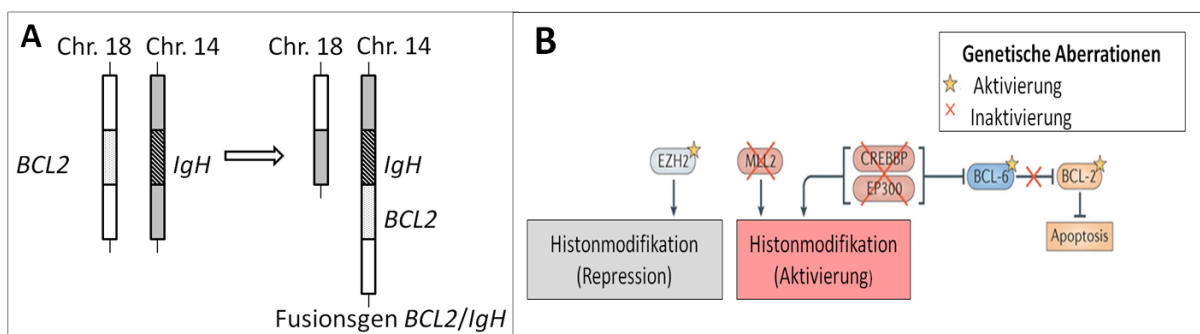 A
Chr. 18 Chr. 14
Chr. 18 Chr. 14
BCL2
IgH
IgH
BCL2
Fusionsgen BCL2/IgH
B
Genetische Aberrationen
Aktivierung
Inaktivierung
EZH2
MLL2
CREBBP
EP300
BCL-6
BCL-2
Apoptosis
Histonmodifikation
(Repression)
Histonmodifikation
(Aktivierung)